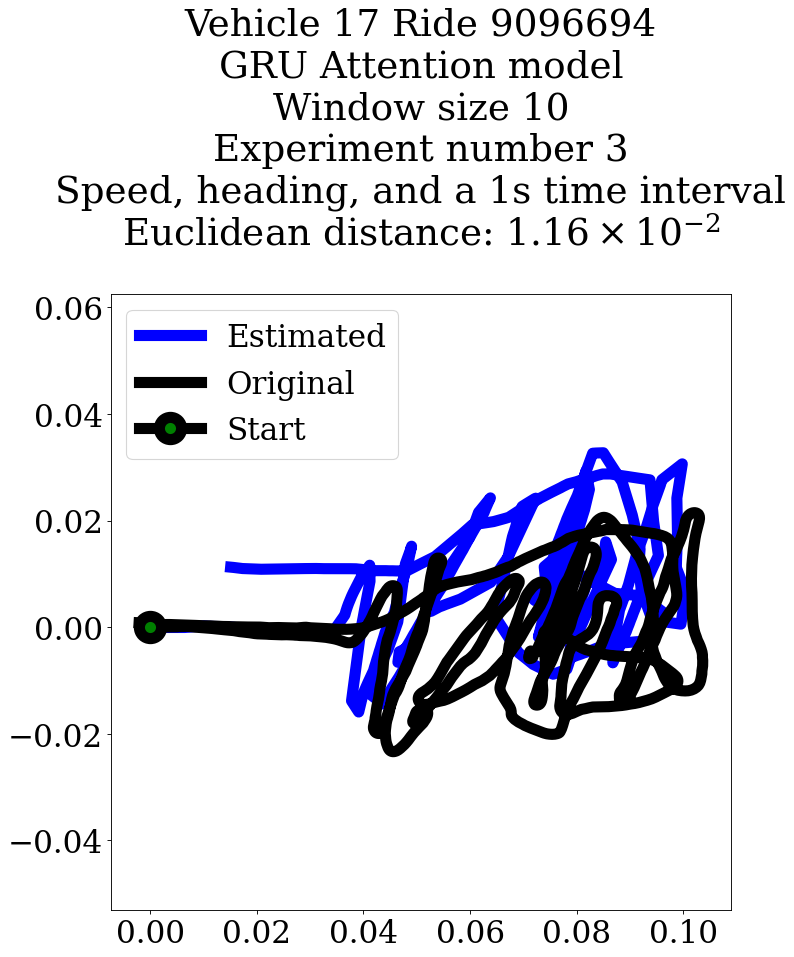 Vehicle 17 Ride 9096694
GRU Attention model
Window size 10
Experiment number 3
Speed, heading, and a 1s time interval
Euclidean distance: 1.16 × 10⁻²
Estimated
Original
Start
0.06
0.04
0.02
0.00
−0.02
−0.04
0.00 0.02 0.04 0.06 0.08 0.10